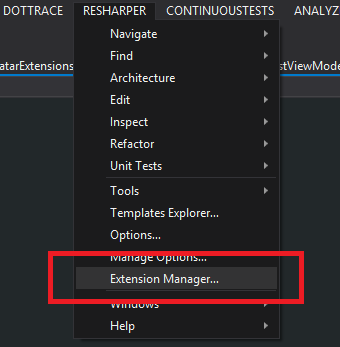 DOTTRACE RESHARPER CONTINUOUSTESTS ANALYZ
Navigate
Find
atarExtensions
stViewMode
Architecture
Edit
Inspect
Refactor
Unit Tests
Tools
Templates Explorer...
Options...
Manage Options...
Extension Manager...
Windows
Help